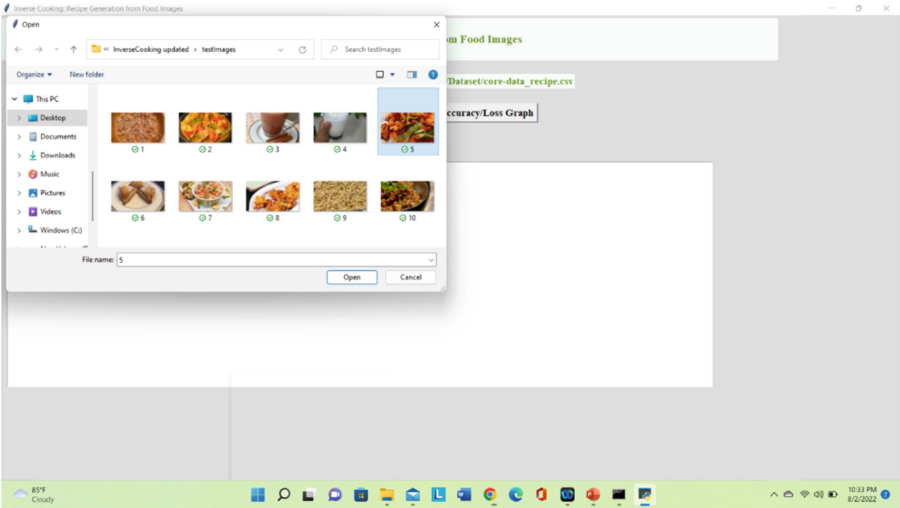 Inverse Cooking: Recipe Generation from Food Images
Open
InverseCooking updated > testImages
Search testImages
om Food Images
Organize
New folder
/Dataset/core-data_recipe.csv
ccuracy/Loss Graph
This PC
Desktop
Documents
Downloads
Music
Pictures
Videos
Windows (C:)
1
2
3
4
5
6
7
8
9
10
File name: 5
Open
Cancel
85°F
Cloudy
10:33 PM
8/2/2022